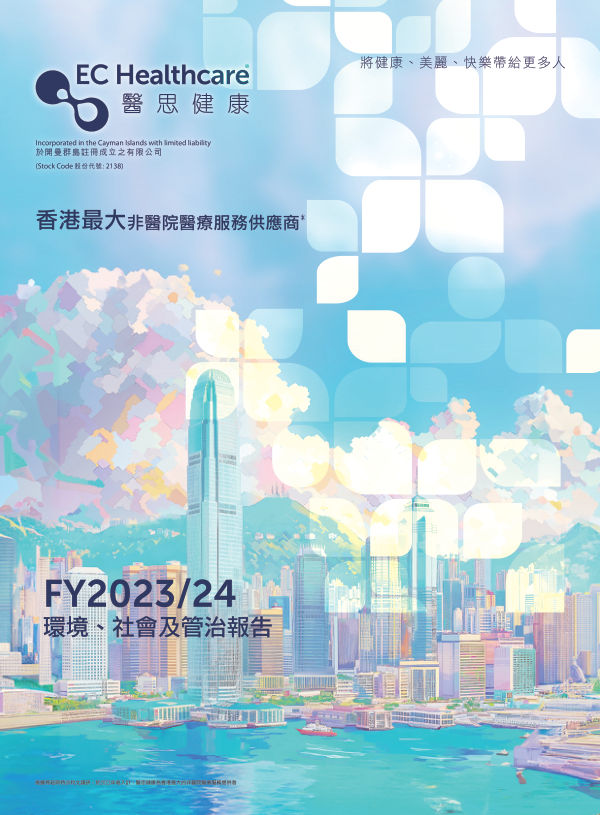 將健康、美麗、快樂帶給更多人
EC Healthcare®
醫思健康
Incorporated in the Cayman Islands with limited liability
於開曼群島註冊成立之有限公司
(Stock Code 股份代號: 2138)
香港最大非醫院醫療服務供應商*
FY2023/24
環境、社會及管治報告